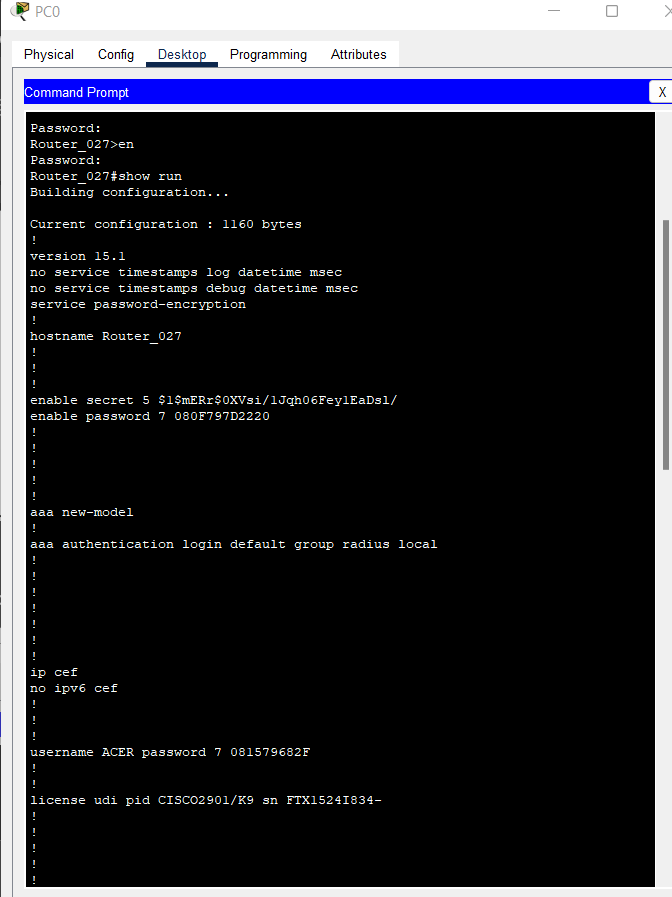 PC0
Physical Config Desktop Programming Attributes
Command Prompt
X
Password:
Router_027>en
Password:
Router_027#show run
Building configuration...
Current configuration : 1160 bytes
!
version 15.1
no service timestamps log datetime msec
no service timestamps debug datetime msec
service password-encryption
!
hostname Router_027
!
!
!
enable secret 5 $1$mERr$0XVsi/1Jqh06Fey1EaDsl/
enable password 7 080F797D2220
!
!
!
!
!
aaa new-model
!
aaa authentication login default group radius local
!
!
!
!
!
!
!
ip cef
no ipv6 cef
!
!
!
username ACER password 7 081579682F
!
!
license udi pid CISCO2901/K9 sn FTX1524I834-
!
!
!
!
!